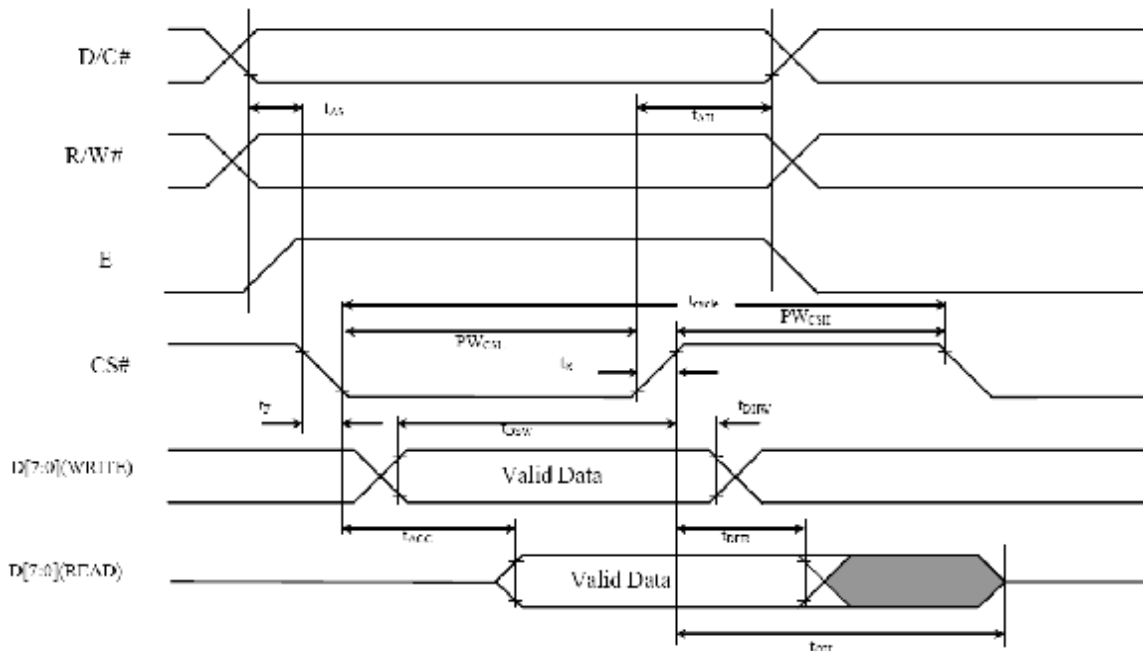 D/C#
tAS
tAH
R/W#
E
tcycle
PWCSH
PWCSL
CS#
tR
tF
tDSW
tDHW
D[7:0](WRITE)
Valid Data
tACC
tDHR
D[7:0](READ)
Valid Data